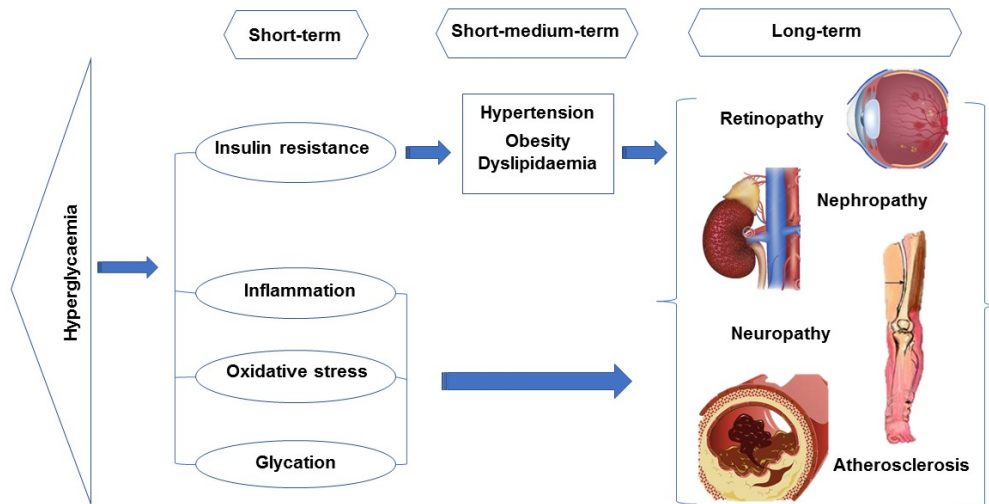 Short-term
Short-medium-term
Long-term
Hyperglycaemia
Insulin resistance
Hypertension
Obesity
Dyslipidaemia
Inflammation
Oxidative stress
Glycation
Retinopathy
Nephropathy
Neuropathy
Atherosclerosis